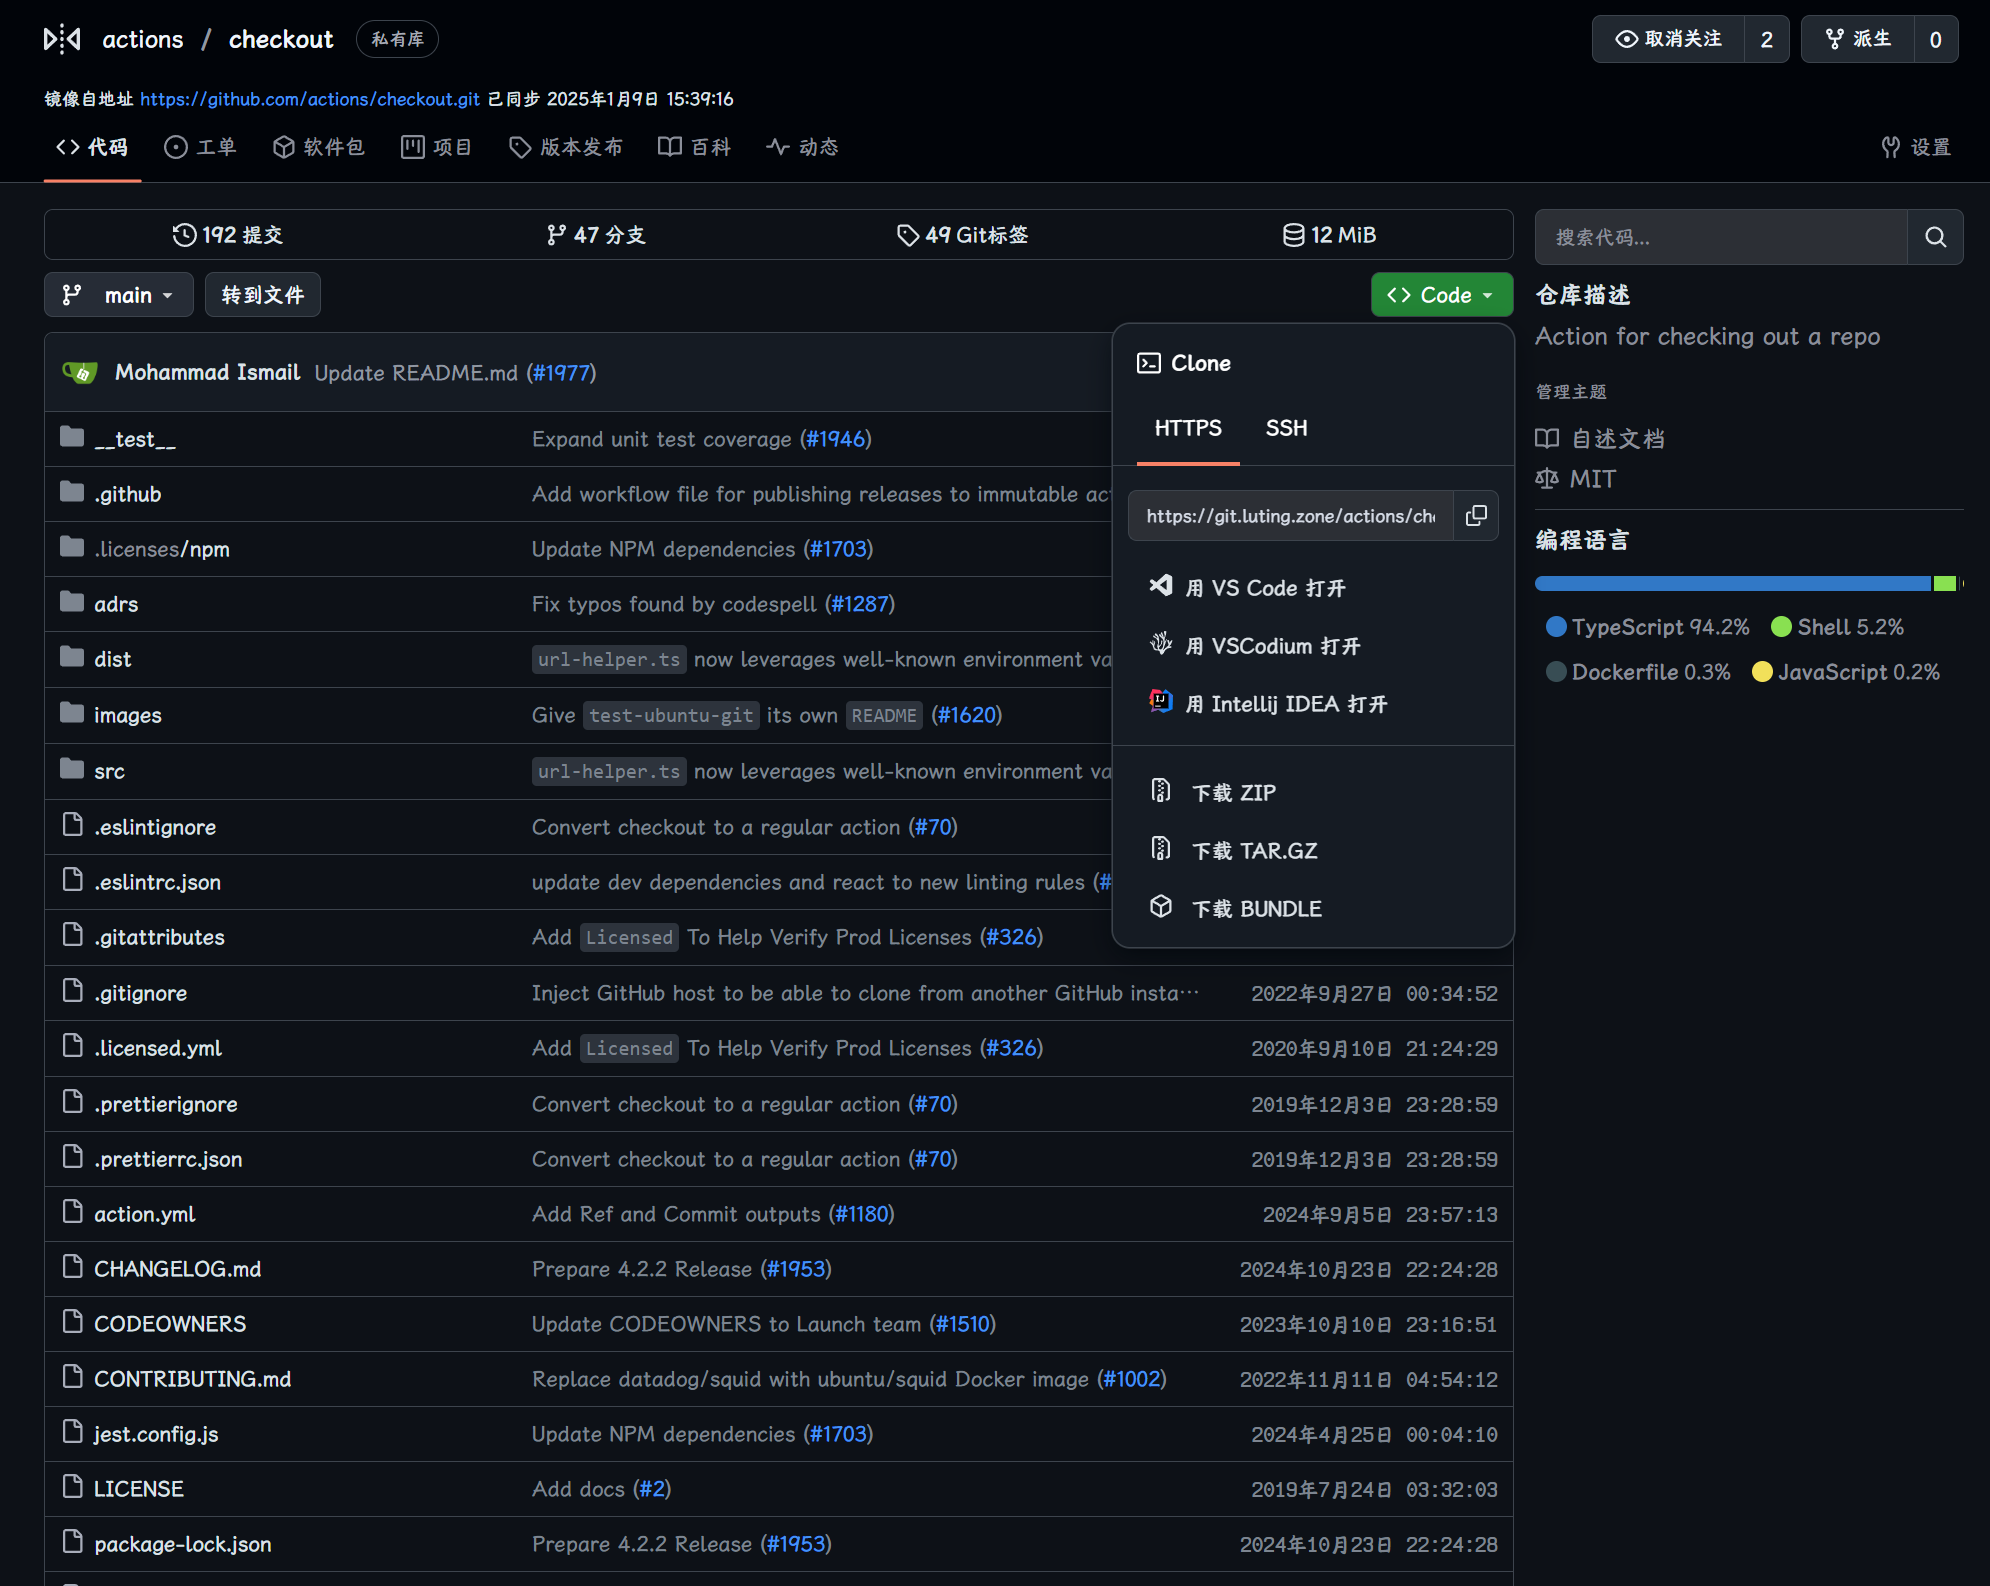 actions / checkout 私有库
取消关注 2 派生 0
镜像自地址 https://github.com/actions/checkout.git 已同步 2025年1月9日 15:39:16
代码 工单 软件包 项目 版本发布 百科 动态 设置
192 提交 47 分支 49 Git标签 12 MiB
搜索代码...
main 转到文件 Code
仓库描述
Action for checking out a repo
管理主题
自述文档
MIT
编程语言
TypeScript 94.2% Shell 5.2%
Dockerfile 0.3% JavaScript 0.2%
Clone
HTTPS SSH
https://git.luting.zone/actions/che
用 VS Code 打开
用 VSCodium 打开
用 Intellij IDEA 打开
下载 ZIP
下载 TAR.GZ
下载 BUNDLE
Mohammad Ismail Update README.md (#1977)
__test__ Expand unit test coverage (#1946)
.github Add workflow file for publishing releases to immutable ac
.licenses/npm Update NPM dependencies (#1703)
adrs Fix typos found by codespell (#1287)
dist url-helper.ts now leverages well-known environment va
images Give test-ubuntu-git its own README (#1620)
src url-helper.ts now leverages well-known environment va
.eslintignore Convert checkout to a regular action (#70)
.eslintrc.json update dev dependencies and react to new linting rules (#
.gitattributes Add Licensed To Help Verify Prod Licenses (#326)
.gitignore Inject GitHub host to be able to clone from another GitHub insta… 2022年9月27日 00:34:52
.licensed.yml Add Licensed To Help Verify Prod Licenses (#326) 2020年9月10日 21:24:29
.prettierignore Convert checkout to a regular action (#70) 2019年12月3日 23:28:59
.prettierrc.json Convert checkout to a regular action (#70) 2019年12月3日 23:28:59
action.yml Add Ref and Commit outputs (#1180) 2024年9月5日 23:57:13
CHANGELOG.md Prepare 4.2.2 Release (#1953) 2024年10月23日 22:24:28
CODEOWNERS Update CODEOWNERS to Launch team (#1510) 2023年10月10日 23:16:51
CONTRIBUTING.md Replace datadog/squid with ubuntu/squid Docker image (#1002) 2022年11月11日 04:54:12
jest.config.js Update NPM dependencies (#1703) 2024年4月25日 00:04:10
LICENSE Add docs (#2) 2019年7月24日 03:32:03
package-lock.json Prepare 4.2.2 Release (#1953) 2024年10月23日 22:24:28